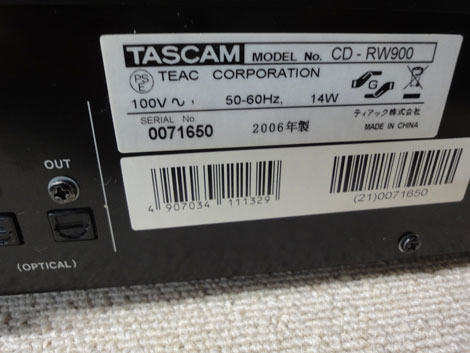 TASCAM MODEL No. CD-RW900
PSE TEAC CORPORATION
100V ~, 50-60Hz, 14W
SERIAL No.
0071650 2006年製
G
ティアック株式会社
MADE IN CHINA
OUT
(OPTICAL)
4 907034 111329
(21)0071650